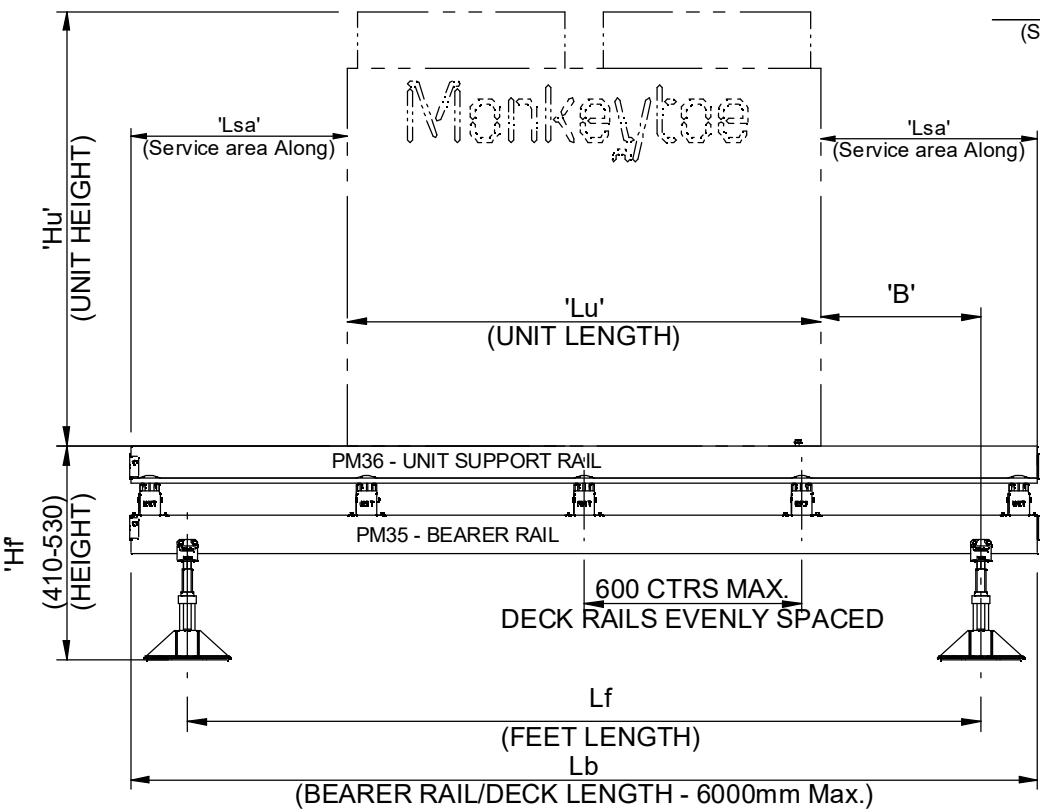 (S
'Lsa'
(Service area Along)
Monkeytoe
'Lsa'
(Service area Along)
'Hu'
(UNIT HEIGHT)
'Lu'
(UNIT LENGTH)
'B'
PM36 - UNIT SUPPORT RAIL
PM35 - BEARER RAIL
'Hf'
(410-530)
(HEIGHT)
600 CTRS MAX.
DECK RAILS EVENLY SPACED
Lf
(FEET LENGTH)
Lb
(BEARER RAIL/DECK LENGTH - 6000mm Max.)